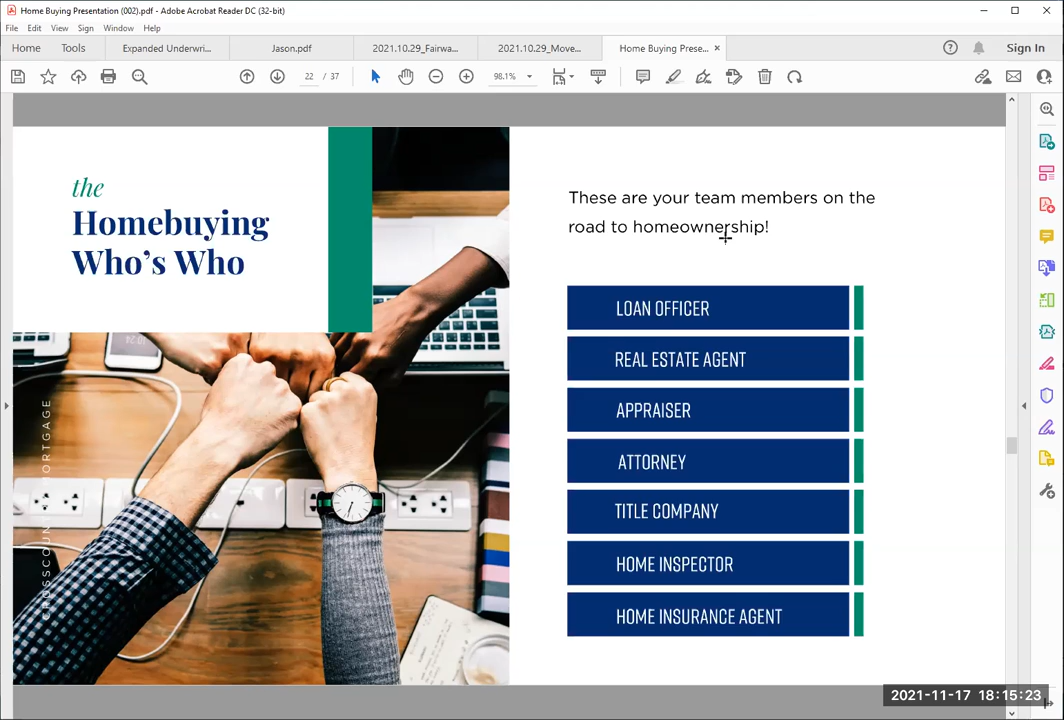 Home Buying Presentation (002).pdf - Adobe Acrobat Reader DC (32-bit)
File Edit View Sign Window Help
Home Tools Expanded Underwri... Jason.pdf 2021.10.29_Fairwa... 2021.10.29_Move... Home Buying Prese... × Sign In
22 / 37 98.1%
the
Homebuying
Who's Who
CROSSCOUNTRY MORTGAGE
These are your team members on the
road to homeownership!
LOAN OFFICER
REAL ESTATE AGENT
APPRAISER
ATTORNEY
TITLE COMPANY
HOME INSPECTOR
HOME INSURANCE AGENT
2021-11-17 18:15:23